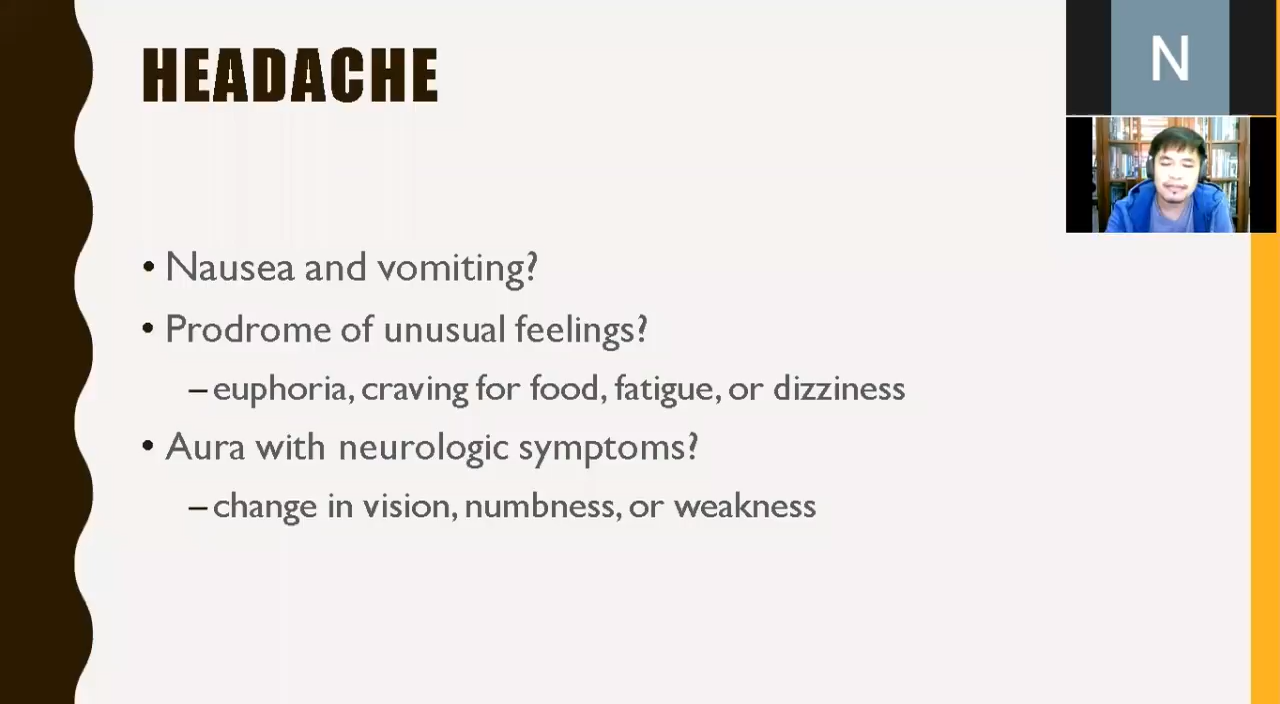 HEADACHE
N
• Nausea and vomiting?
• Prodrome of unusual feelings?
– euphoria, craving for food, fatigue, or dizziness
• Aura with neurologic symptoms?
– change in vision, numbness, or weakness